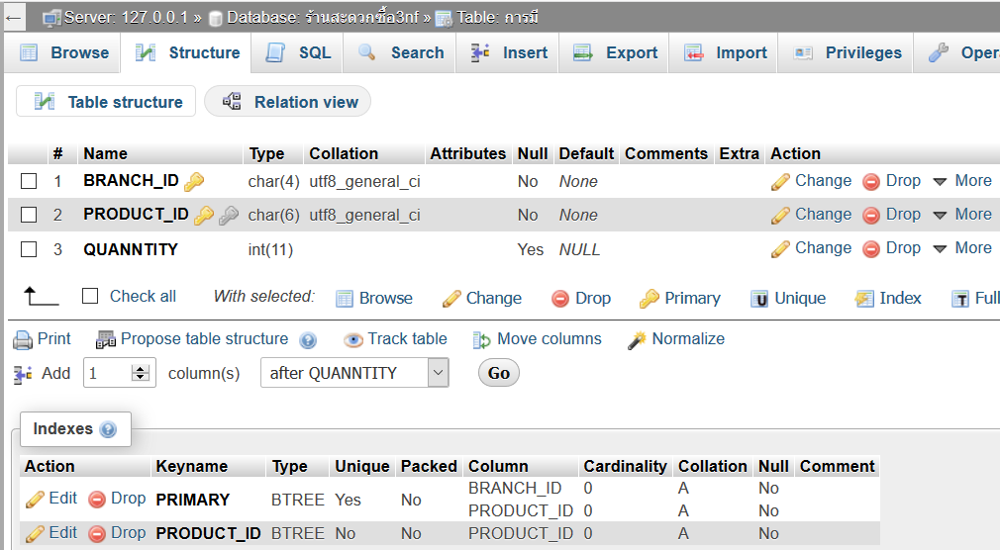 ← Server: 127.0.0.1 » Database: ร้านสะดวกซื้อ3nf » Table: การมี
Browse Structure SQL Search Insert Export Import Privileges Oper
Table structure Relation view
# Name Type Collation Attributes Null Default Comments Extra Action
1 BRANCH_ID char(4) utf8_general_ci No None Change Drop More
2 PRODUCT_ID char(6) utf8_general_ci No None Change Drop More
3 QUANNTITY int(11) Yes NULL Change Drop More
Check all With selected: Browse Change Drop Primary Unique Index Full
Print Propose table structure Track table Move columns Normalize
Add 1 column(s) after QUANNTITY Go
Indexes
Action Keyname Type Unique Packed Column Cardinality Collation Null Comment
Edit Drop PRIMARY BTREE Yes No BRANCH_ID 0 A No
PRODUCT_ID 0 A No
Edit Drop PRODUCT_ID BTREE No No PRODUCT_ID 0 A No